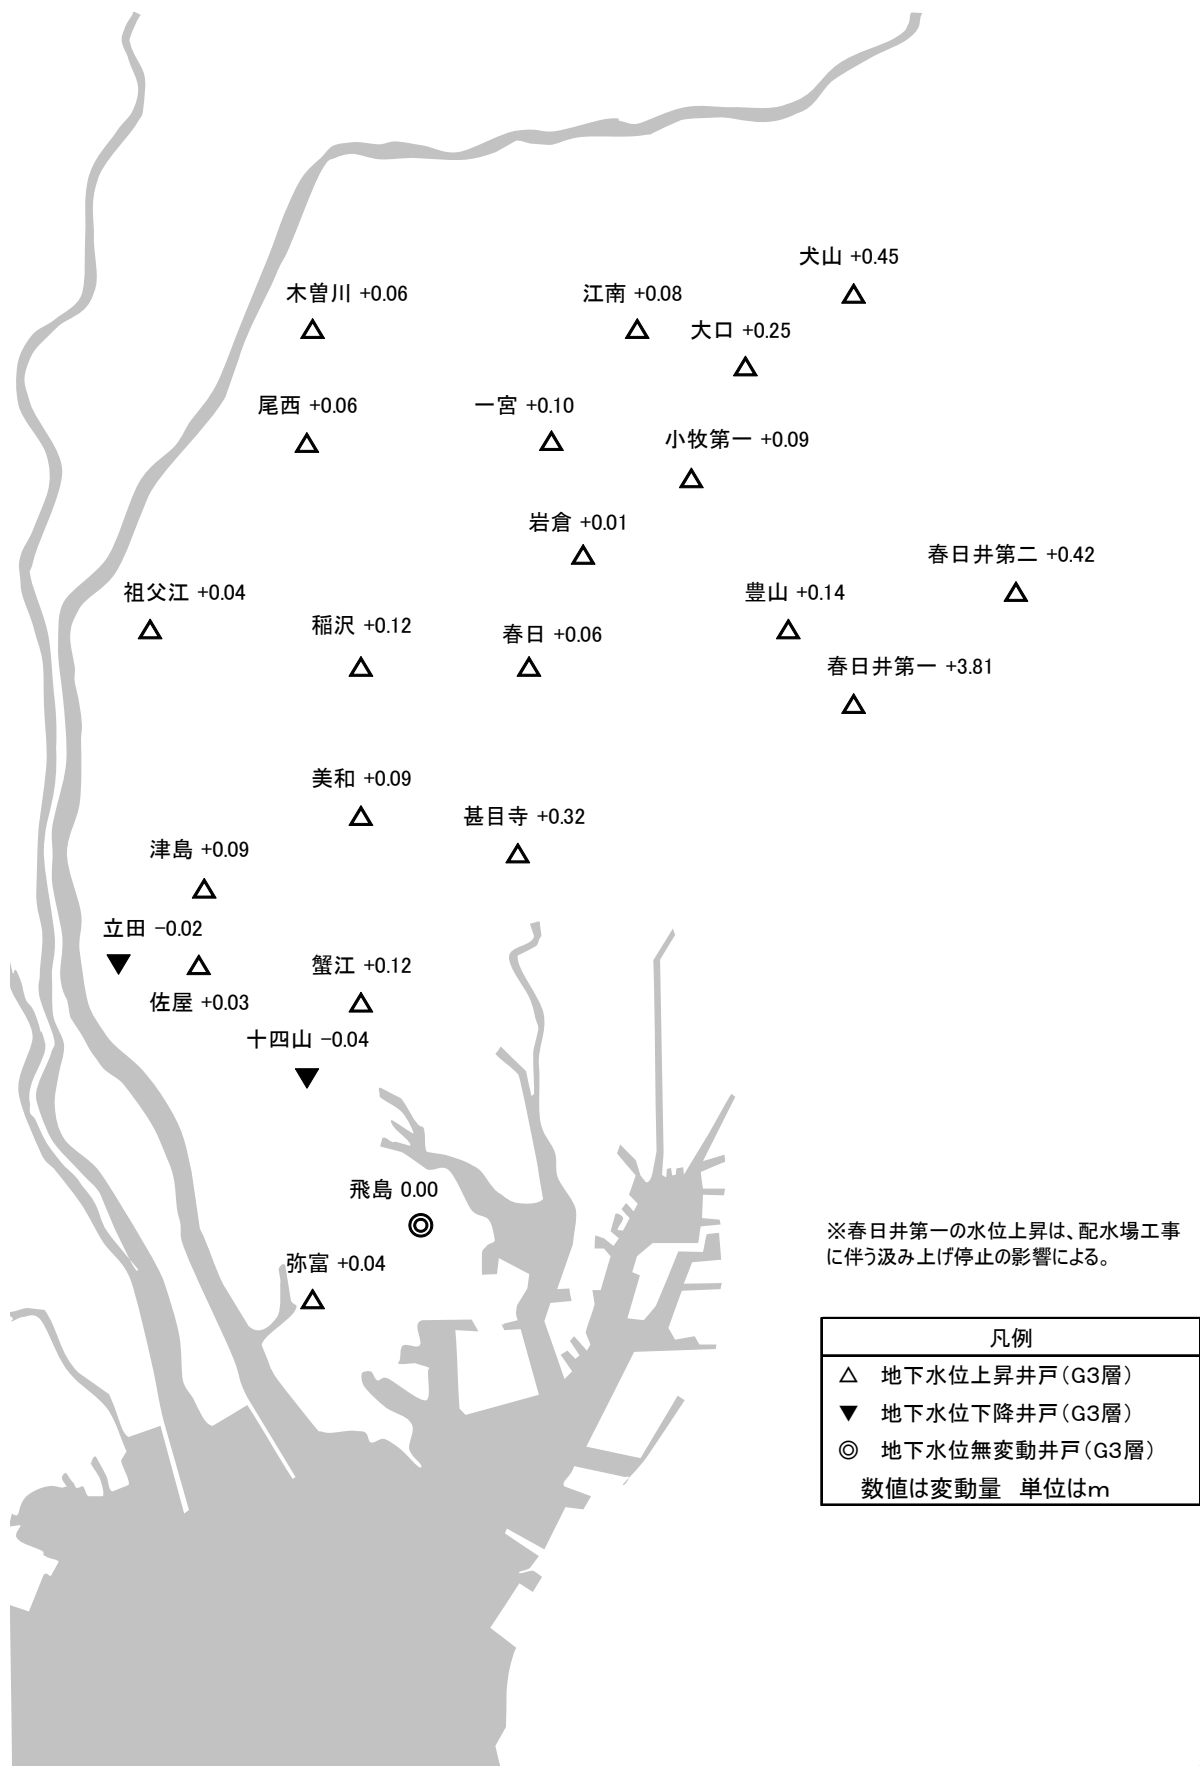 犬山 +0.45
木曽川 +0.06
江南 +0.08
大口 +0.25
尾西 +0.06
一宮 +0.10
小牧第一 +0.09
岩倉 +0.01
春日井第二 +0.42
祖父江 +0.04
豊山 +0.14
稲沢 +0.12
春日 +0.06
春日井第一 +3.81
美和 +0.09
甚目寺 +0.32
津島 +0.09
立田 −0.02
蟹江 +0.12
佐屋 +0.03
十四山 −0.04
飛島 0.00
弥富 +0.04
※春日井第一の水位上昇は、配水場工事
に伴う汲み上げ停止の影響による。
凡例
△ 地下水位上昇井戸(G3層)
▼ 地下水位下降井戸(G3層)
◎ 地下水位無変動井戸(G3層)
数値は変動量 単位はm